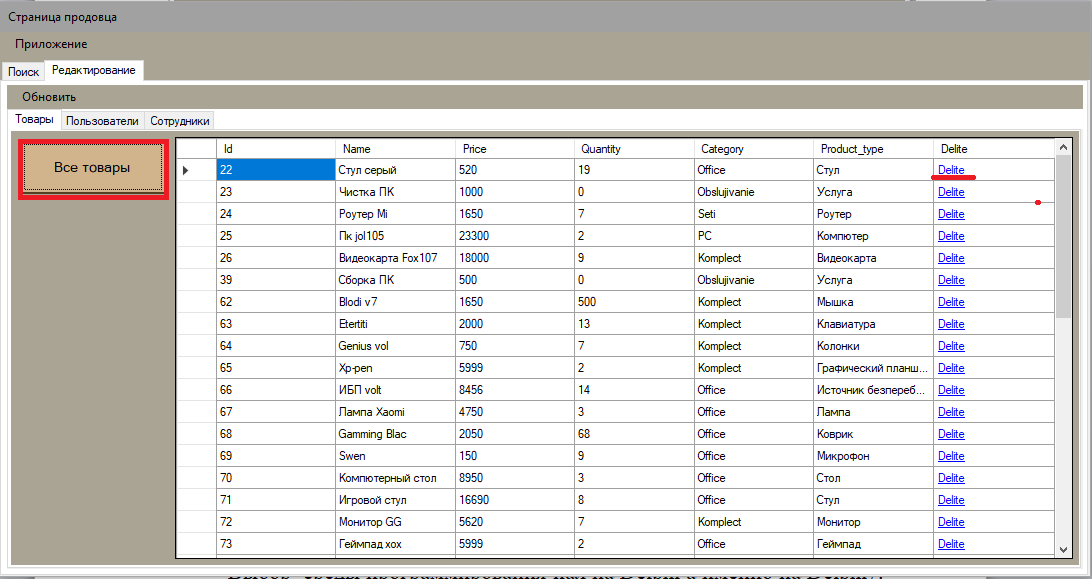 Страница продовца
Приложение
Поиск Редактирование
Обновить
Товары Пользователи Сотрудники
Все товары
Id Name Price Quantity Category Product_type Delite
22 Стул серый 520 19 Office Стул Delite
23 Чистка ПК 1000 0 Obslujivanie Услуга Delite
24 Роутер Mi 1650 7 Seti Роутер Delite
25 Пк jol105 23300 2 PC Компьютер Delite
26 Видеокарта Fox107 18000 9 Komplect Видеокарта Delite
39 Сборка ПК 500 0 Obslujivanie Услуга Delite
62 Blodi v7 1650 500 Komplect Мышка Delite
63 Etertiti 2000 13 Komplect Клавиатура Delite
64 Genius vol 750 7 Komplect Колонки Delite
65 Xp-pen 5999 2 Komplect Графический планш... Delite
66 ИБП volt 8456 14 Office Источник безпереб... Delite
67 Лампа Xaomi 4750 3 Office Лампа Delite
68 Gamming Blac 2050 68 Office Коврик Delite
69 Swen 150 9 Office Микрофон Delite
70 Компютерный стол 8950 3 Office Стол Delite
71 Игровой стул 16690 8 Office Стул Delite
72 Монитор GG 5620 7 Komplect Монитор Delite
73 Геймпад xox 5999 2 Office Геймпад Delite